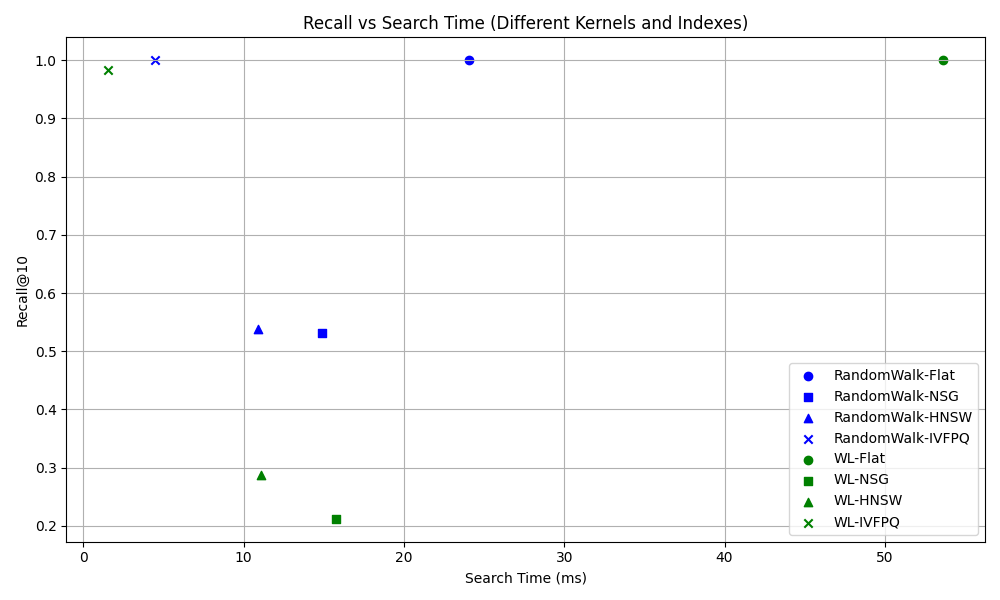 Recall vs Search Time (Different Kernels and Indexes)
Recall@10
1.0
0.9
0.8
0.7
0.6
0.5
0.4
0.3
0.2
RandomWalk-Flat
RandomWalk-NSG
RandomWalk-HNSW
RandomWalk-IVFPQ
WL-Flat
WL-NSG
WL-HNSW
WL-IVFPQ
0 10 20 30 40 50
Search Time (ms)